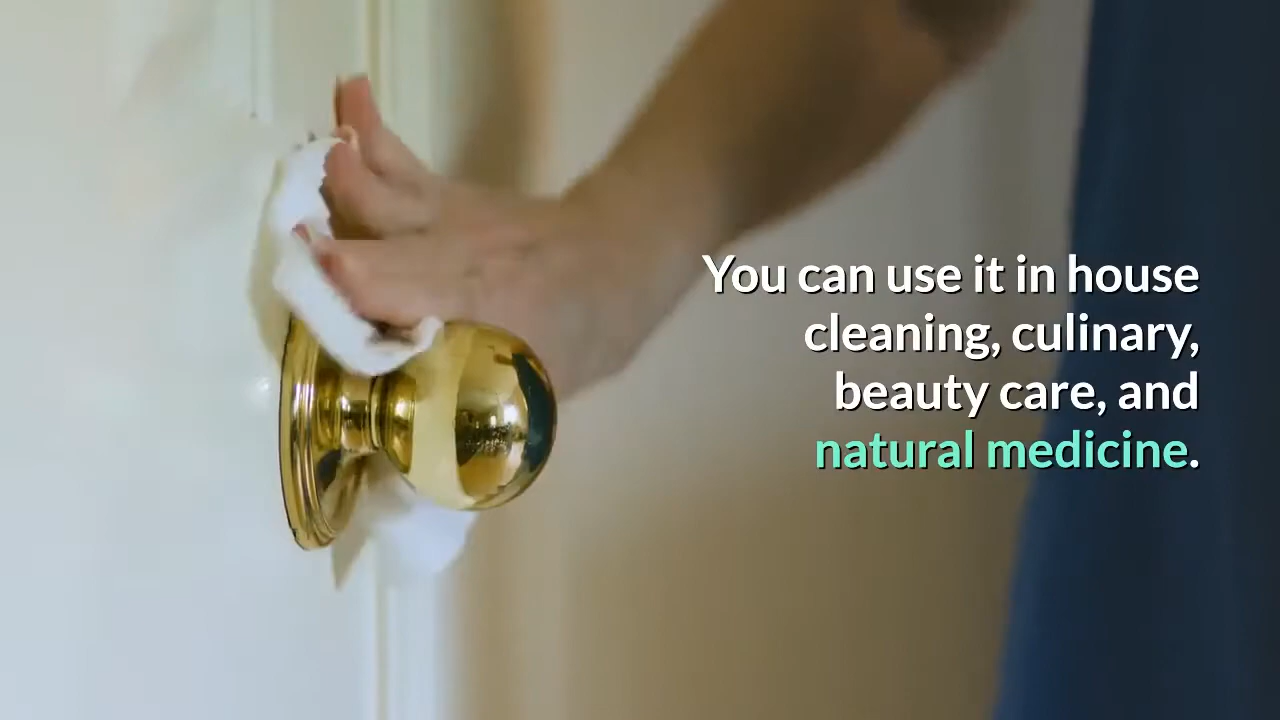 You can use it in house
cleaning, culinary,
beauty care, and
natural medicine.